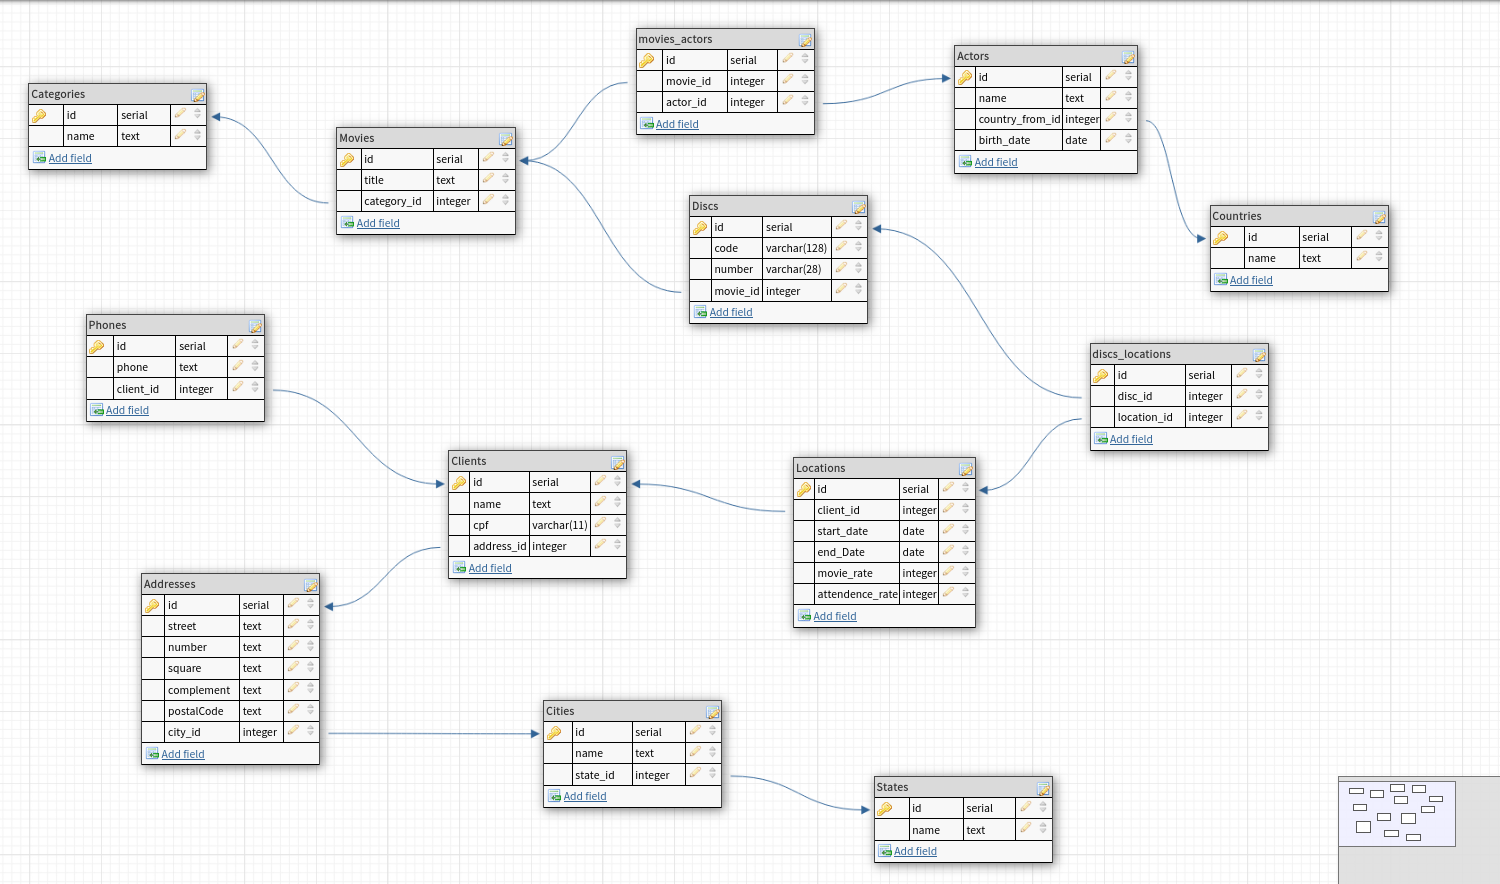 movies_actors
id serial
movie_id integer
actor_id integer
Add field
Actors
id serial
name text
country_from_id integer
birth_date date
Add field
Categories
id serial
name text
Add field
Movies
id serial
title text
category_id integer
Add field
Discs
id serial
code varchar(128)
number varchar(28)
movie_id integer
Add field
Countries
id serial
name text
Add field
Phones
id serial
phone text
client_id integer
Add field
discs_locations
id serial
disc_id integer
location_id integer
Add field
Clients
id serial
name text
cpf varchar(11)
address_id integer
Add field
Locations
id serial
client_id integer
start_date date
end_Date date
movie_rate integer
attendence_rate integer
Add field
Addresses
id serial
street text
number text
square text
complement text
postalCode text
city_id integer
Add field
Cities
id serial
name text
state_id integer
Add field
States
id serial
name text
Add field